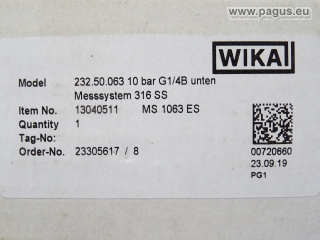 © www.pagus.eu
WIKA
Model 232.50.063 10 bar G1/4B unten
Messsystem 316 SS
Item No. 13040511 MS 1063 ES
Quantity 1
Tag-No:
Order-No. 23305617 / 8
00720660
23.09.19
PG1